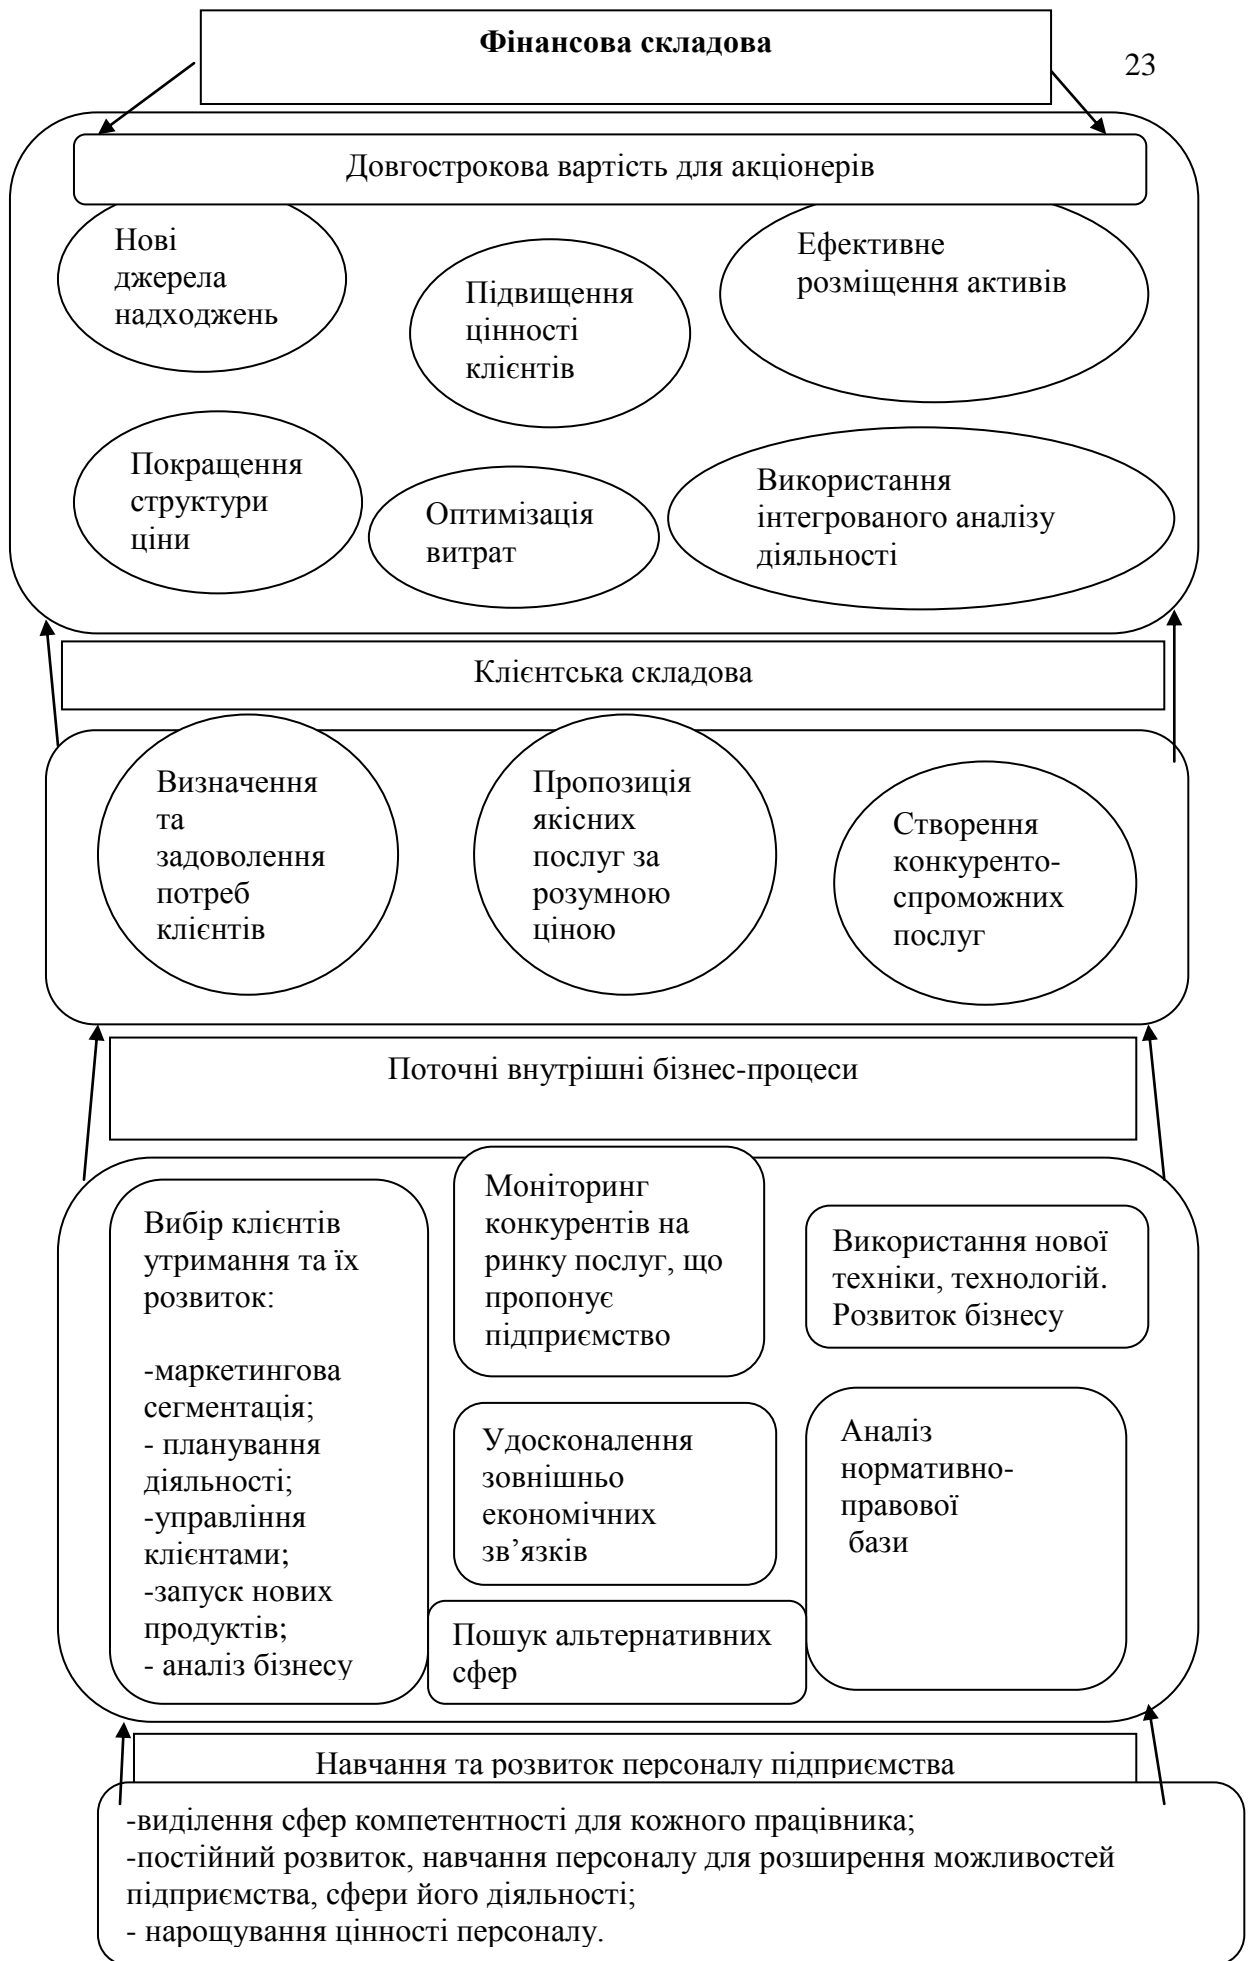 Фінансова складова
23
Довгострокова вартість для акціонерів
Нові
джерела
надходжень
Підвищення
цінності
клієнтів
Ефективне
розміщення активів
Покращення
структури
ціни
Оптимізація
витрат
Використання
інтегрованого аналізу
діяльності
Клієнтська складова
Визначення
та
задоволення
потреб
клієнтів
Пропозиція
якісних
послуг за
розумною
ціною
Створення
конкуренто-
спроможних
послуг
Поточні внутрішні бізнес-процеси
Вибір клієнтів
утримання та їх
розвиток:
-маркетингова
сегментація;
- планування
діяльності;
-управління
клієнтами;
-запуск нових
продуктів;
- аналіз бізнесу
Моніторинг
конкурентів на
ринку послуг, що
пропонує
підприємство
Використання нової
техніки, технологій.
Розвиток бізнесу
Удосконалення
зовнішньо
економічних
зв’язків
Аналіз
нормативно-
правової
бази
Пошук альтернативних
сфер
Навчання та розвиток персоналу підприємства
-виділення сфер компетентності для кожного працівника;
-постійний розвиток, навчання персоналу для розширення можливостей
підприємства, сфери його діяльності;
- нарощування цінності персоналу.